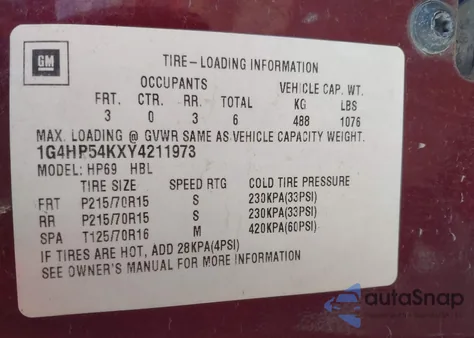 GM
TIRE-LOADING INFORMATION
OCCUPANTS VEHICLE CAP. WT.
FRT. CTR. RR. TOTAL KG LBS
3 0 3 6 488 1076
MAX. LOADING @ GVWR SAME AS VEHICLE CAPACITY WEIGHT.
1G4HP54KXY4211973
MODEL: HP69 HBL
TIRE SIZE SPEED RTG COLD TIRE PRESSURE
FRT P215/70R15 S 230KPA(33PSI)
RR P215/70R15 S 230KPA(33PSI)
SPA T125/70R16 M 420KPA(60PSI)
IF TIRES ARE HOT, ADD 28KPA(4PSI)
SEE OWNER'S MANUAL FOR MORE INFORMATION
autaSnap